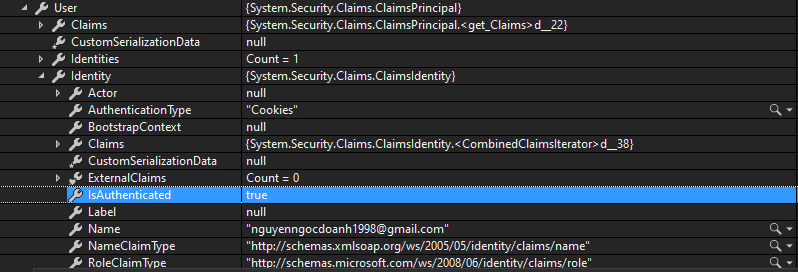 User {System.Security.Claims.ClaimsPrincipal}
Claims {System.Security.Claims.ClaimsPrincipal.<get_Claims>d__22}
CustomSerializationData null
Identities Count = 1
Identity {System.Security.Claims.ClaimsIdentity}
Actor null
AuthenticationType "Cookies"
BootstrapContext null
Claims {System.Security.Claims.ClaimsIdentity.<CombinedClaimsIterator>d__38}
CustomSerializationData null
ExternalClaims Count = 0
IsAuthenticated true
Label null
Name "nguyenngocdoanh1998@gmail.com"
NameClaimType "http://schemas.xmlsoap.org/ws/2005/05/identity/claims/name"
RoleClaimType "http://schemas.microsoft.com/ws/2008/06/identity/claims/role"